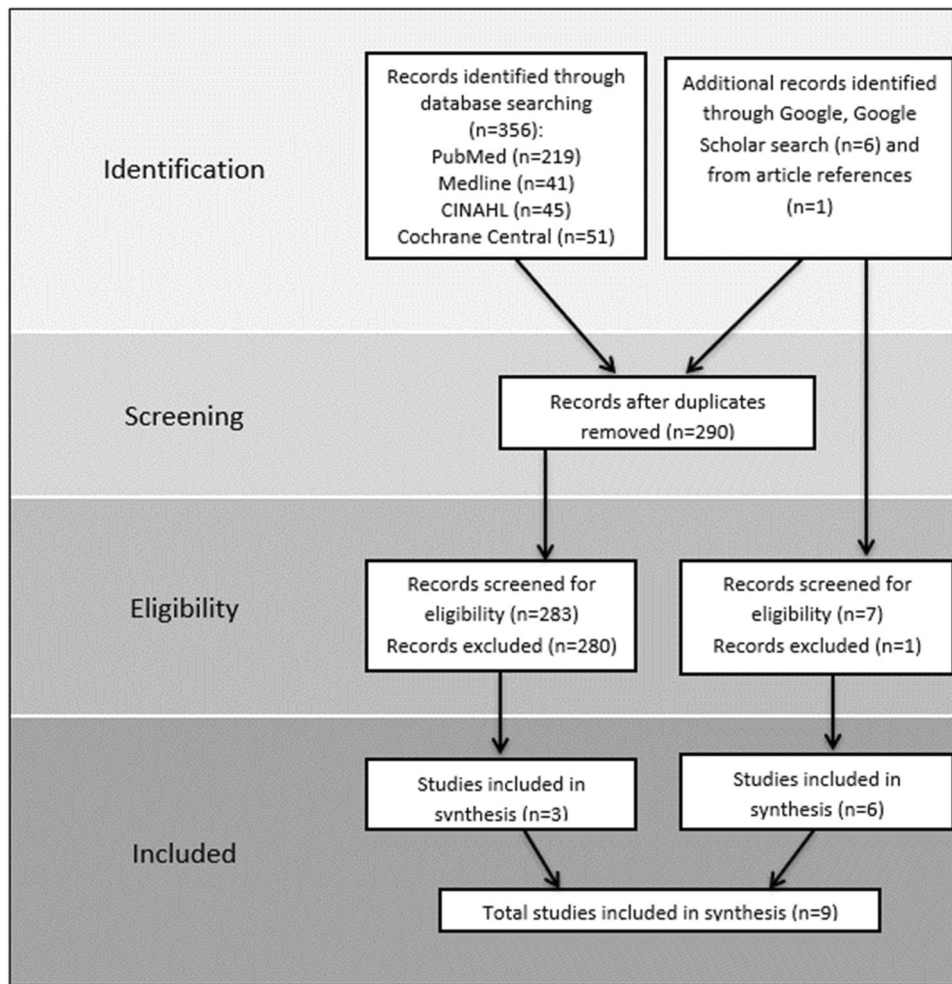 Identification
Records identified through
database searching
(n=356):
PubMed (n=219)
Medline (n=41)
CINAHL (n=45)
Cochrane Central (n=51)
Additional records identified
through Google, Google
Scholar search (n=6) and
from article references
(n=1)
Screening
Records after duplicates
removed (n=290)
Eligibility
Records screened for
eligibility (n=283)
Records excluded (n=280)
Records screened for
eligibility (n=7)
Records excluded (n=1)
Included
Studies included in
synthesis (n=3)
Studies included in
synthesis (n=6)
Total studies included in synthesis (n=9)